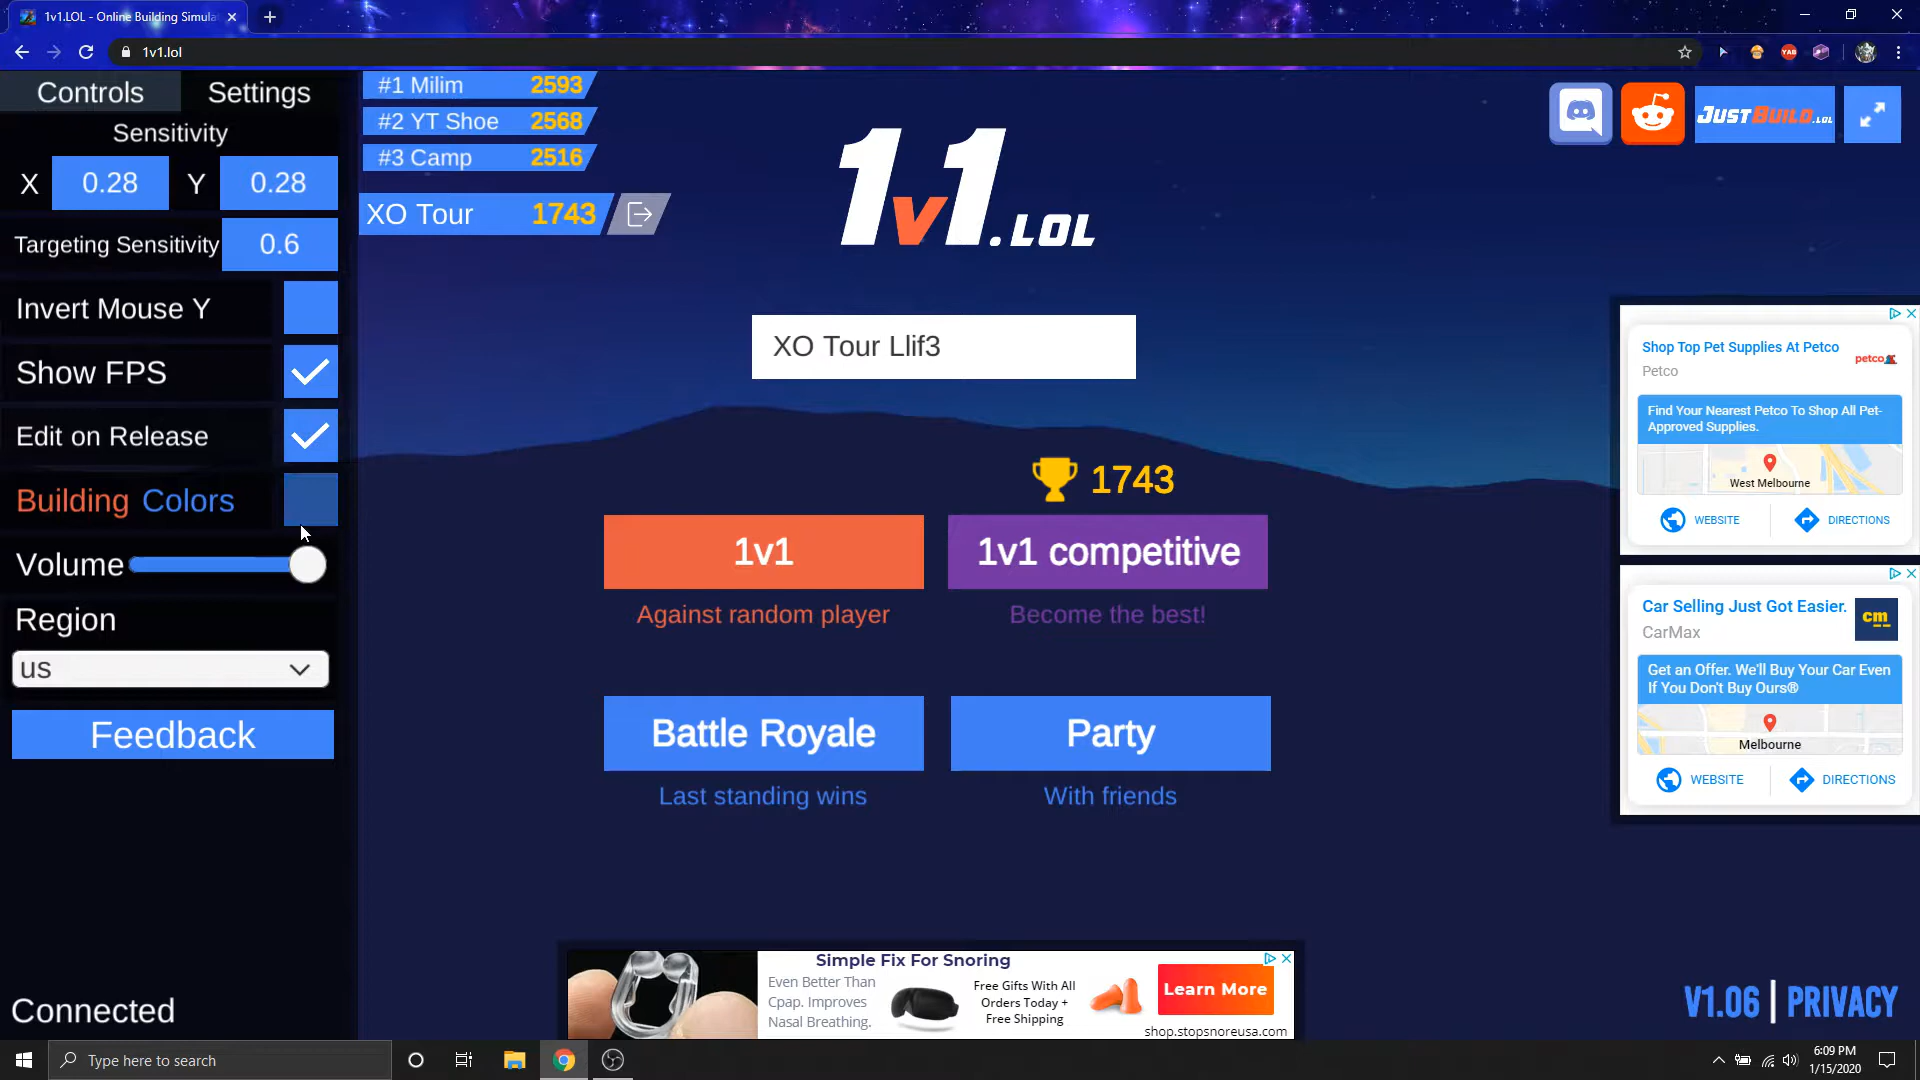 1v1.LOL - Online Building Simulat
1v1.lol
Controls
Settings
Sensitivity
X 0.28 Y 0.28
Targeting Sensitivity 0.6
Invert Mouse Y
Show FPS
Edit on Release
Building Colors
Volume
Region
us
Feedback
Connected
#1 Milim 2593
#2 YT Shoe 2568
#3 Camp 2516
XO Tour 1743
1v1.LOL
XO Tour Llif3
1743
1v1
Against random player
1v1 competitive
Become the best!
Battle Royale
Last standing wins
Party
With friends
JUSTBUILD.LOL
YAB
Shop Top Pet Supplies At Petco
Petco
petco
Find Your Nearest Petco To Shop All Pet-
Approved Supplies.
West Melbourne
WEBSITE
DIRECTIONS
Car Selling Just Got Easier.
CarMax
cm
Get an Offer. We'll Buy Your Car Even
If You Don't Buy Ours®
Melbourne
WEBSITE
DIRECTIONS
Simple Fix For Snoring
Even Better Than
Cpap. Improves
Nasal Breathing.
Free Gifts With All
Orders Today +
Free Shipping
Learn More
shop.stopsnoreusa.com
V1.06 | PRIVACY
Type here to search
6:09 PM
1/15/2020